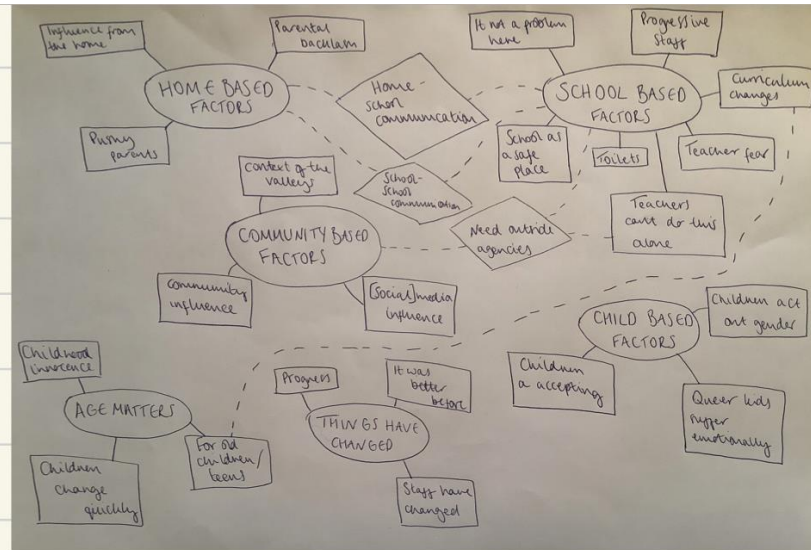 Influence from
the home
Parental
backlash
HOME BASED
FACTORS
Pushy
parents
Home -
school
communication
It not a problem
here
Progressive
Staff
SCHOOL BASED
FACTORS
Curriculum
changes
School as
a safe
place
Toilets
Teacher fear
Teachers
can't do this
alone
School-
School
communication
Need outside
agencies
Context of the
valleys
COMMUNITY BASED
FACTORS
Community
influence
[Social] media
influence
Children act
out gender
CHILD BASED
FACTORS
Children
a accepting
Queer kids
suffer
emotionally
Childhood
innocence
AGE MATTERS
Children
change
quickly
For old
children/
teens
Progress
It was
better
before
THINGS HAVE
CHANGED
Staff have
changed